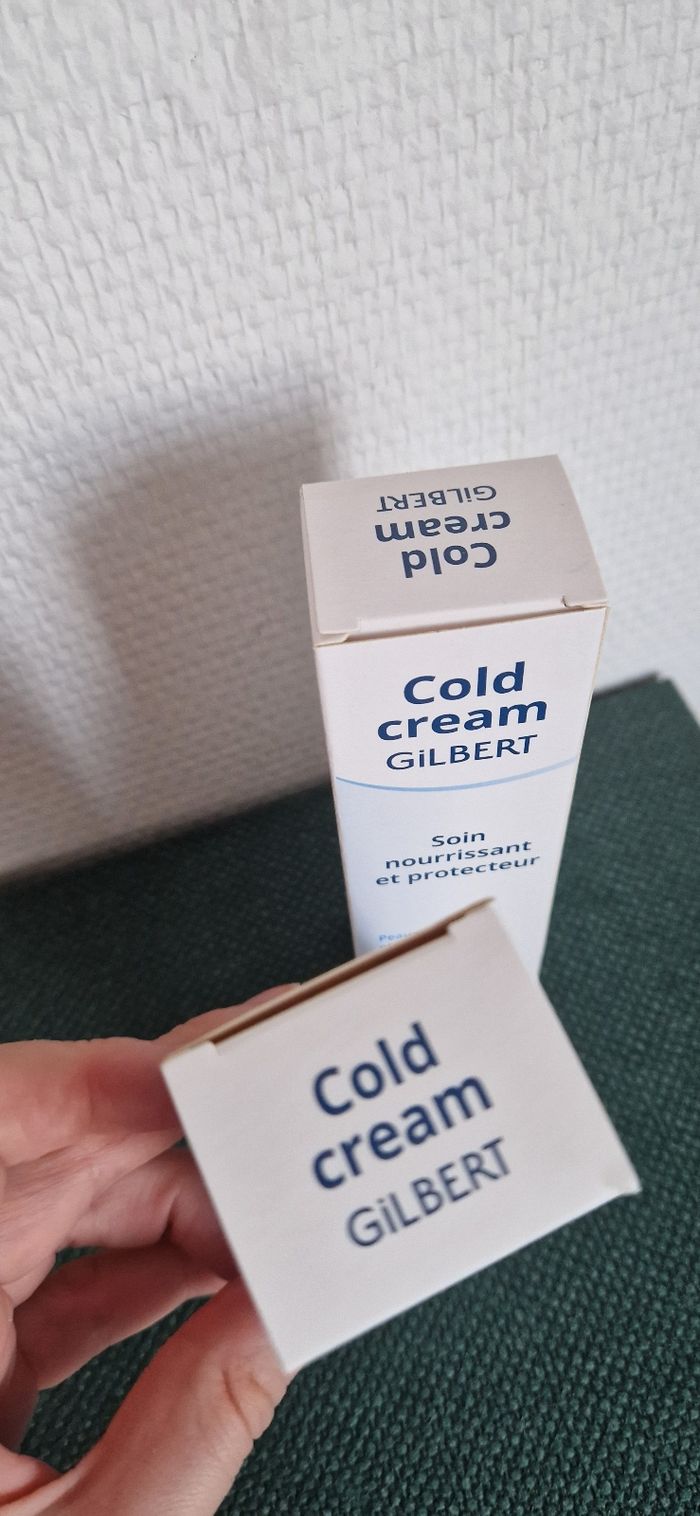 Cold
cream
GiLBERT
Cold
cream
GiLBERT
Soin
nourrissant
et protecteur
Cold
cream
GiLBERT